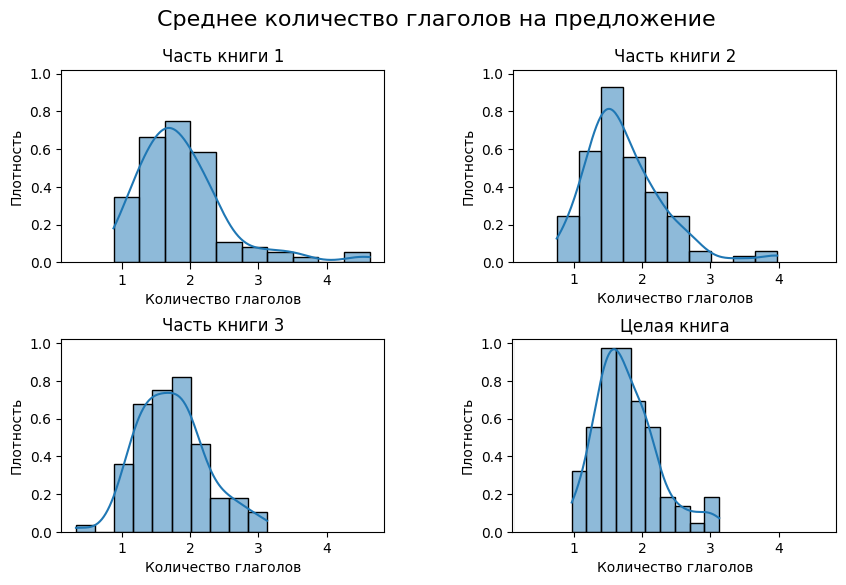 Среднее количество глаголов на предложение
Часть книги 1
1.0
0.8
0.6
0.4
0.2
0.0
Плотность
1 2 3 4
Количество глаголов
Часть книги 2
1.0
0.8
0.6
0.4
0.2
0.0
Плотность
1 2 3 4
Количество глаголов
Часть книги 3
1.0
0.8
0.6
0.4
0.2
0.0
Плотность
1 2 3 4
Количество глаголов
Целая книга
1.0
0.8
0.6
0.4
0.2
0.0
Плотность
1 2 3 4
Количество глаголов